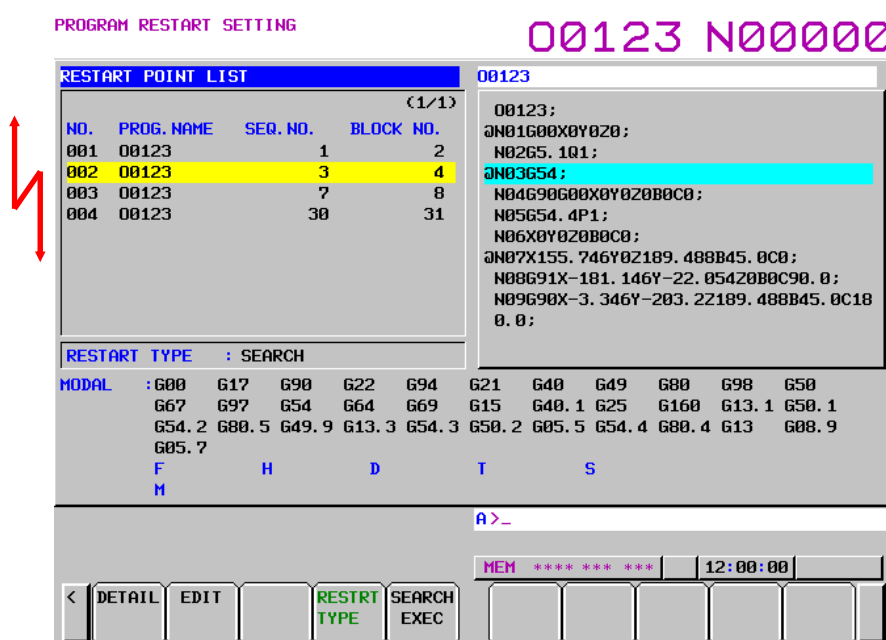 PROGRAM RESTART SETTING
O0123 N00000
RESTART POINT LIST
(1/1)
NO. PROG.NAME SEQ.NO. BLOCK NO.
001 O0123 1 2
002 O0123 3 4
003 O0123 7 8
004 O0123 30 31
RESTART TYPE : SEARCH
O0123
O0123;
@N01G00X0Y0Z0;
N02G5.1Q1;
@N03G54;
N04G90G00X0Y0Z0B0C0;
N05G54.4P1;
N06X0Y0Z0B0C0;
@N07X155.746Y0Z189.488B45.0C0;
N08G91X-181.146Y-22.054Z0B0C90.0;
N09G90X-3.346Y-203.2Z189.488B45.0C18
0.0;
MODAL :G00 G17 G90 G22 G94 G21 G40 G49 G80 G98 G50
G67 G97 G54 G64 G69 G15 G40.1 G25 G160 G13.1 G50.1
G54.2 G80.5 G49.9 G13.3 G54.3 G50.2 G05.5 G54.4 G80.4 G13 G08.9
G05.7
F H D T S
M
A>_
MEM **** *** *** 12:00:00
< DETAIL EDIT RESTRT TYPE SEARCH EXEC